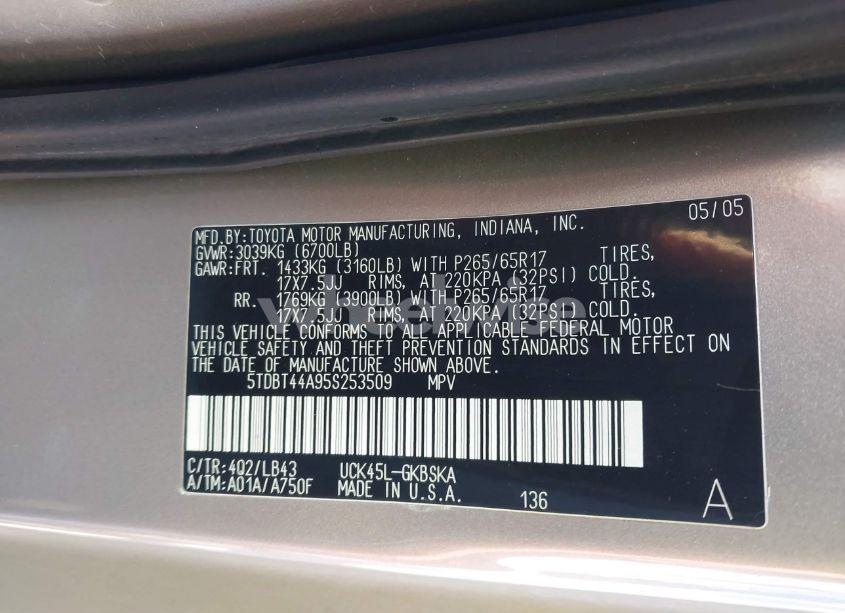 05/05
MFD.BY:TOYOTA MOTOR MANUFACTURING, INDIANA, INC.
GVWR:3039KG (6700LB)
GAWR:FRT. 1433KG (3160LB) WITH P265/65R17 TIRES,
17X7.5JJ RIMS, AT 220KPA (32PSI) COLD.
RR. 1769KG (3900LB) WITH P265/65R17 TIRES,
17X7.5JJ RIMS, AT 220KPA (32PSI) COLD.
THIS VEHICLE CONFORMS TO ALL APPLICABLE FEDERAL MOTOR
VEHICLE SAFETY AND THEFT PREVENTION STANDARDS IN EFFECT ON
THE DATE OF MANUFACTURE SHOWN ABOVE.
5TDBT44A95S253509 MPV
C/TR:4Q2/LB43 UCK45L-GKBSKA
A/TM:A01A/A750F MADE IN U.S.A. 136 A
wheelwise